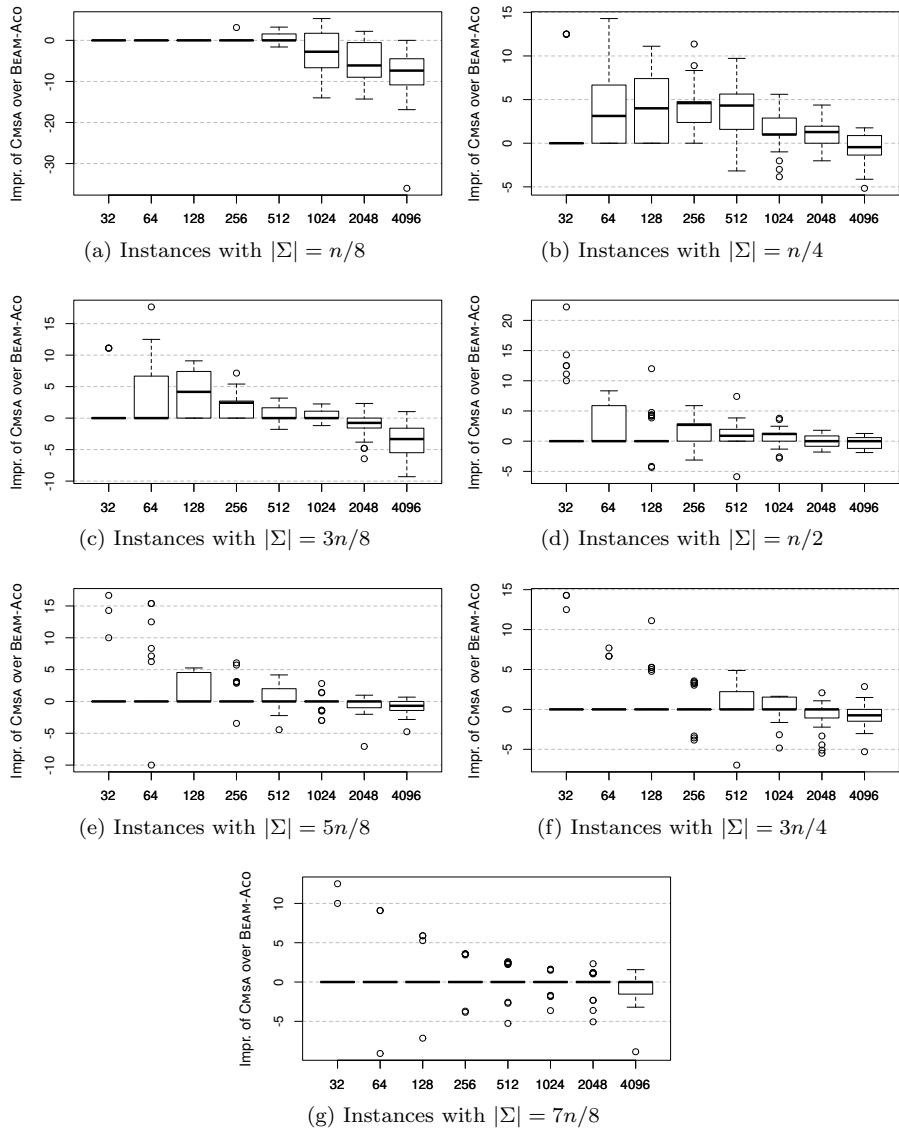 Impr. of CMSA over BEAM-ACO
0
-10
-20
-30
32 64 128 256 512 1024 2048 4096
(a) Instances with |Σ| = n/8
Impr. of CMSA over BEAM-ACO
15
10
5
0
-5
32 64 128 256 512 1024 2048 4096
(b) Instances with |Σ| = n/4
Impr. of CMSA over BEAM-ACO
15
10
5
0
-5
-10
32 64 128 256 512 1024 2048 4096
(c) Instances with |Σ| = 3n/8
Impr. of CMSA over BEAM-ACO
20
15
10
5
0
-5
32 64 128 256 512 1024 2048 4096
(d) Instances with |Σ| = n/2
Impr. of CMSA over BEAM-ACO
15
10
5
0
-5
-10
32 64 128 256 512 1024 2048 4096
(e) Instances with |Σ| = 5n/8
Impr. of CMSA over BEAM-ACO
15
10
5
0
-5
32 64 128 256 512 1024 2048 4096
(f) Instances with |Σ| = 3n/4
Impr. of CMSA over BEAM-ACO
10
5
0
-5
32 64 128 256 512 1024 2048 4096
(g) Instances with |Σ| = 7n/8